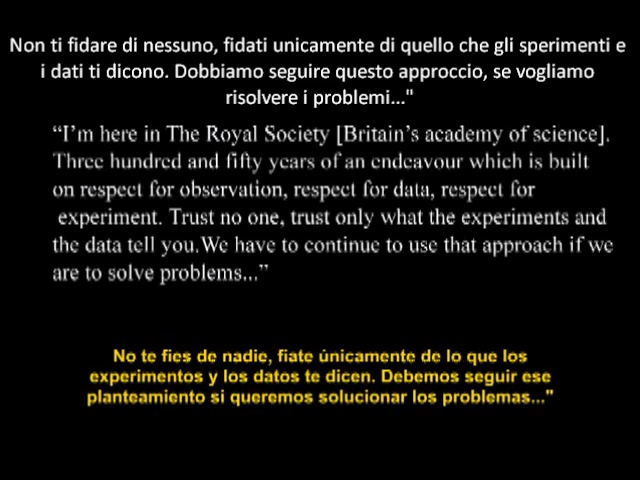 Non ti fidare di nessuno, fidati unicamente di quello che gli sperimenti e
i dati ti dicono. Dobbiamo seguire questo approccio, se vogliamo
risolvere i problemi..."
“I’m here in The Royal Society [Britain’s academy of science].
Three hundred and fifty years of an endeavour which is built
on respect for observation, respect for data, respect for
experiment. Trust no one, trust only what the experiments and
the data tell you.We have to continue to use that approach if we
are to solve problems...”
No te fies de nadie, fiate únicamente de lo que los
experimentos y los datos te dicen. Debemos seguir ese
planteamiento si queremos solucionar los problemas..."